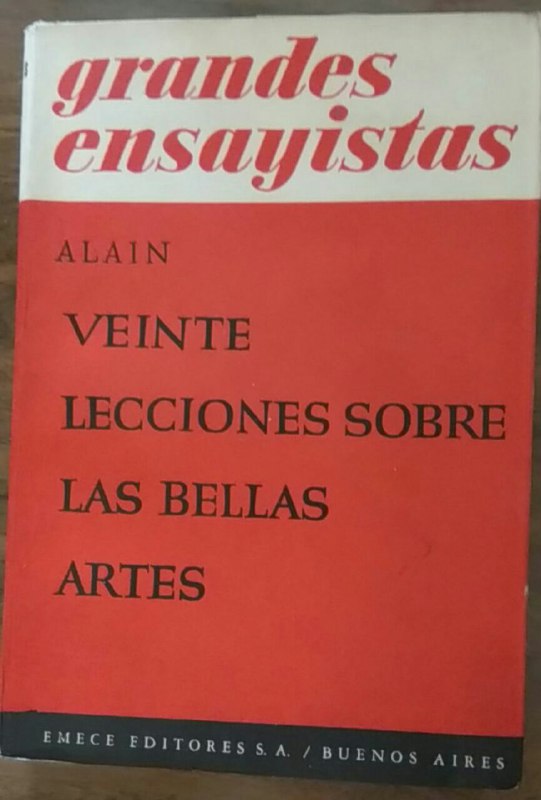 grandes
ensayistas
ALAIN
VEINTE
LECCIONES SOBRE
LAS BELLAS
ARTES
EMECE EDITORES S. A. / BUENOS AIRES